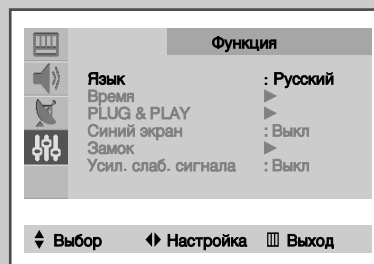 Функция
Язык : Русский
Время ▶
PLUG & PLAY ▶
Синий экран : Выкл
Замок ▶
Усил. слаб. сигнала : Выкл
Выбор Настройка Выход